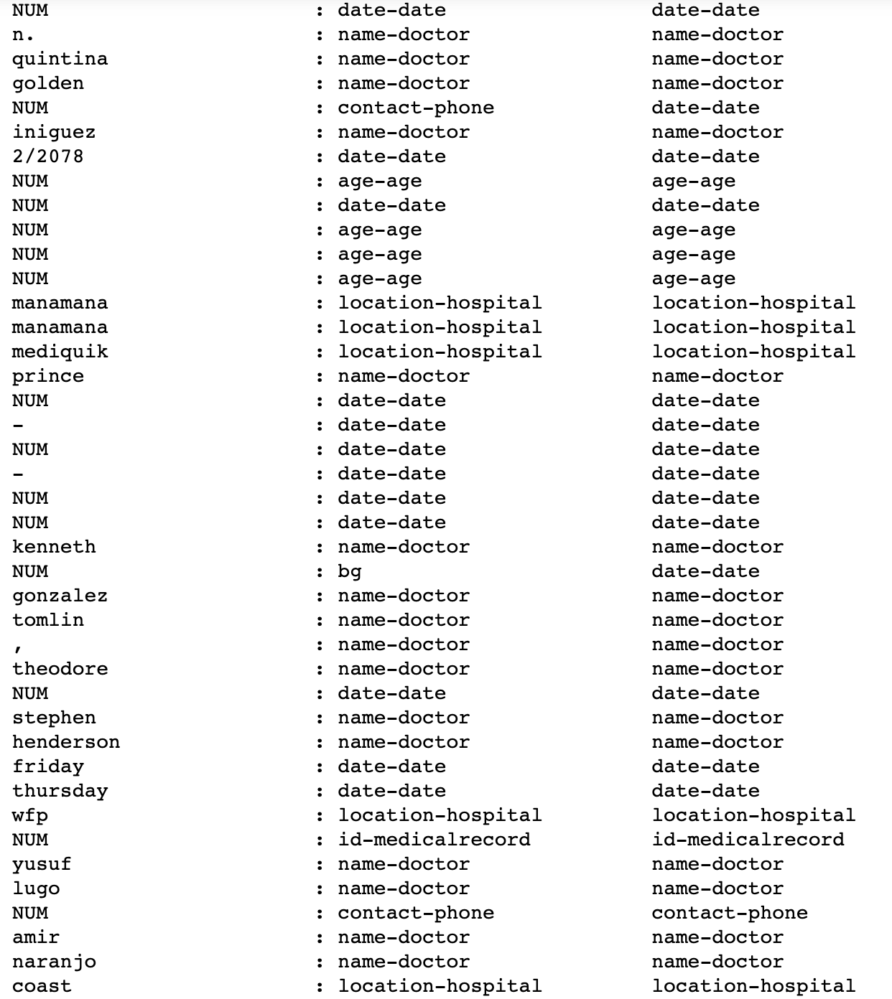 NUM : date-date date-date
n. : name-doctor name-doctor
quintina : name-doctor name-doctor
golden : name-doctor name-doctor
NUM : contact-phone date-date
iniguez : name-doctor name-doctor
2/2078 : date-date date-date
NUM : age-age age-age
NUM : date-date date-date
NUM : age-age age-age
NUM : age-age age-age
NUM : age-age age-age
manamana : location-hospital location-hospital
manamana : location-hospital location-hospital
mediquik : location-hospital location-hospital
prince : name-doctor name-doctor
NUM : date-date date-date
- : date-date date-date
NUM : date-date date-date
- : date-date date-date
NUM : date-date date-date
NUM : date-date date-date
kenneth : name-doctor name-doctor
NUM : bg date-date
gonzalez : name-doctor name-doctor
tomlin : name-doctor name-doctor
, : name-doctor name-doctor
theodore : name-doctor name-doctor
NUM : date-date date-date
stephen : name-doctor name-doctor
henderson : name-doctor name-doctor
friday : date-date date-date
thursday : date-date date-date
wfp : location-hospital location-hospital
NUM : id-medicalrecord id-medicalrecord
yusuf : name-doctor name-doctor
lugo : name-doctor name-doctor
NUM : contact-phone contact-phone
amir : name-doctor name-doctor
naranjo : name-doctor name-doctor
coast : location-hospital location-hospital